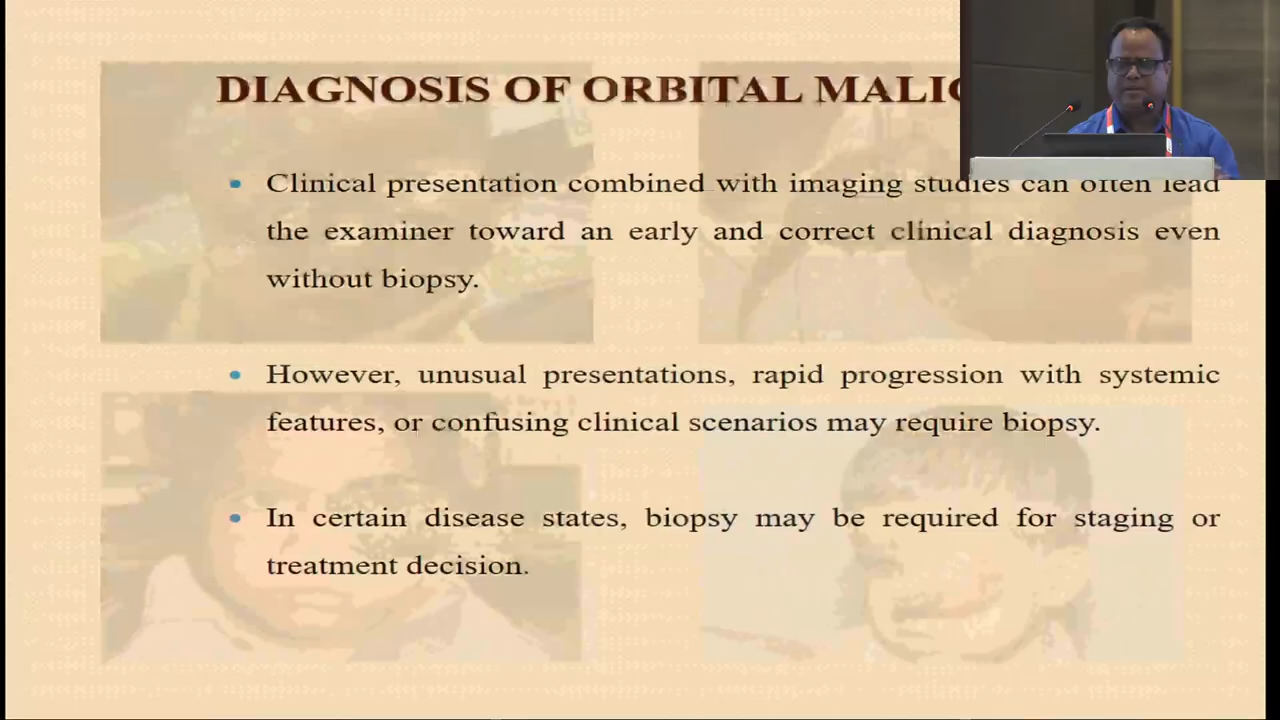 DIAGNOSIS OF ORBITAL
Clinical presentation combined with imaging studies can often lead
the examiner toward an early and correct clinical diagnosis even
without biopsy.
However, unusual presentations, rapid progression with systemic
features, or confusing clinical scenarios may require biopsy.
In certain disease states, biopsy may be required for staging or
treatment decision.